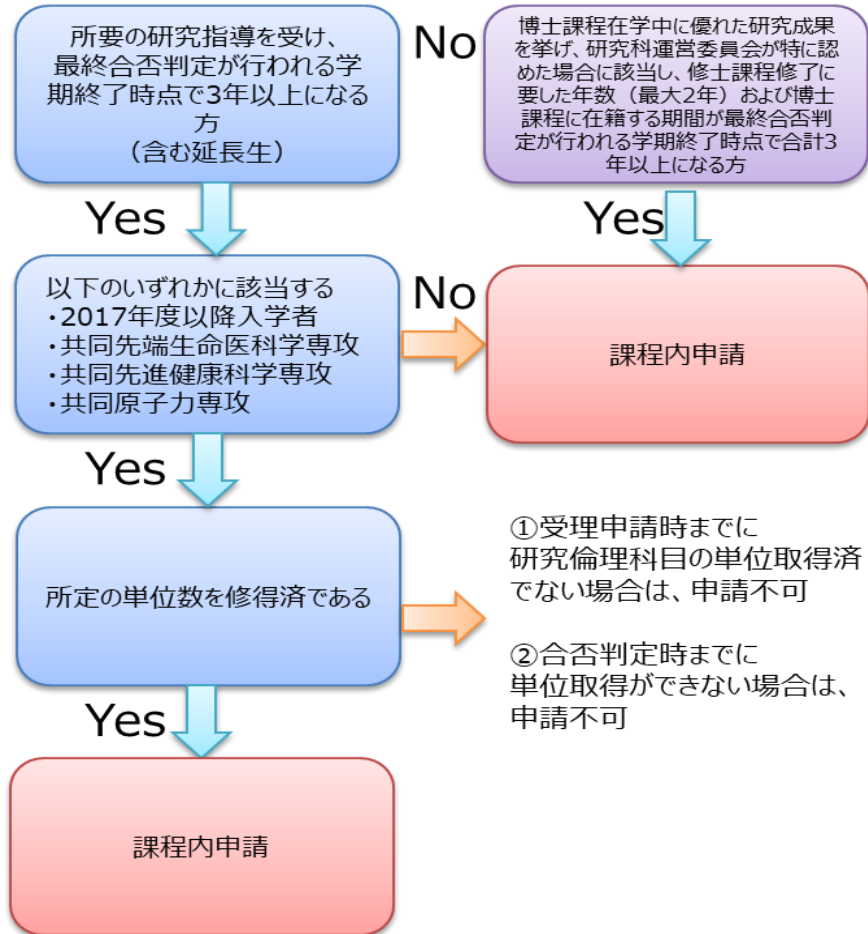 所要の研究指導を受け、
最終合否判定が行われる学
期終了時点で3年以上になる
方
（含む延長生）
No
博士課程在学中に優れた研究成果
を挙げ、研究科運営委員会が特に認
めた場合に該当し、修士課程修了に
要した年数（最大2年）および博士
課程に在籍する期間が最終合否判
定が行われる学期終了時点で合計3
年以上になる方
Yes
Yes
以下のいずれかに該当する
・2017年度以降入学者
・共同先端生命医科学専攻
・共同先進健康科学専攻
・共同原子力専攻
No
課程内申請
Yes
所定の単位数を修得済である
①受理申請時までに
研究倫理科目の単位取得済
でない場合は、申請不可
②合否判定時までに
単位取得ができない場合は、
申請不可
Yes
課程内申請